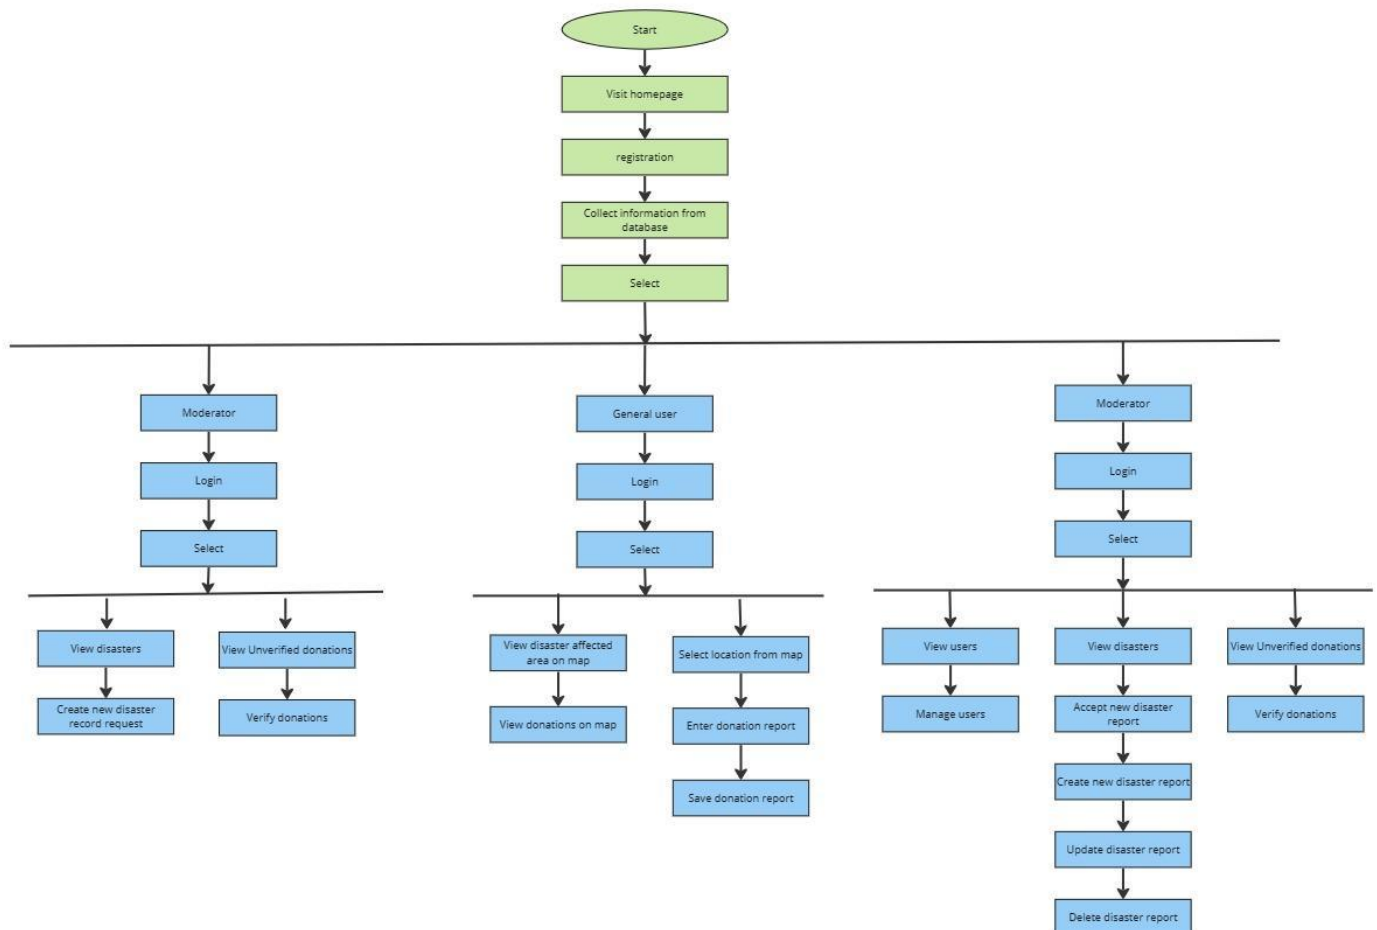 Start
Visit homepage
registration
Collect information from
database
Select
Moderator
Login
Select
View disasters
Create new disaster
record request
View Unverified donations
Verify donations
General user
Login
Select
View disaster affected
area on map
View donations on map
Select location from map
Enter donation report
Save donation report
Moderator
Login
Select
View users
Manage users
View disasters
Accept new disaster
report
Create new disaster report
Update disaster report
Delete disaster report
View Unverified donations
Verify donations